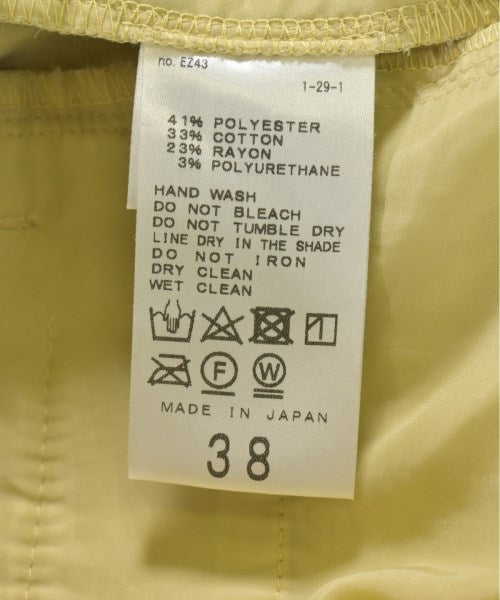 no. EZ43
1-29-1
41% POLYESTER
33% COTTON
23% RAYON
3% POLYURETHANE
HAND WASH
DO NOT BLEACH
DO NOT TUMBLE DRY
LINE DRY IN THE SHADE
DO NOT IRON
DRY CLEAN
WET CLEAN
F W
MADE IN JAPAN
38